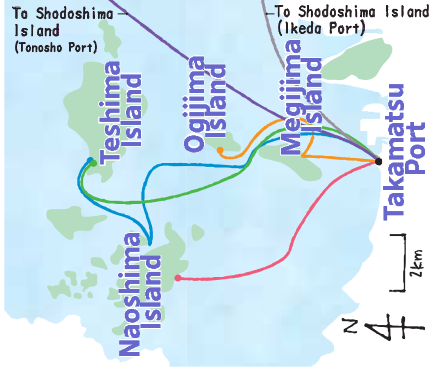 Ta Shodoshima
Island
(Tonosho Port)
To Shodoshima Island
(Ikeda Port)
Teshima
Island
Ogijima
Island
Megijima
Island
Takamatsu
Port
Naoshima
Island
2km
N